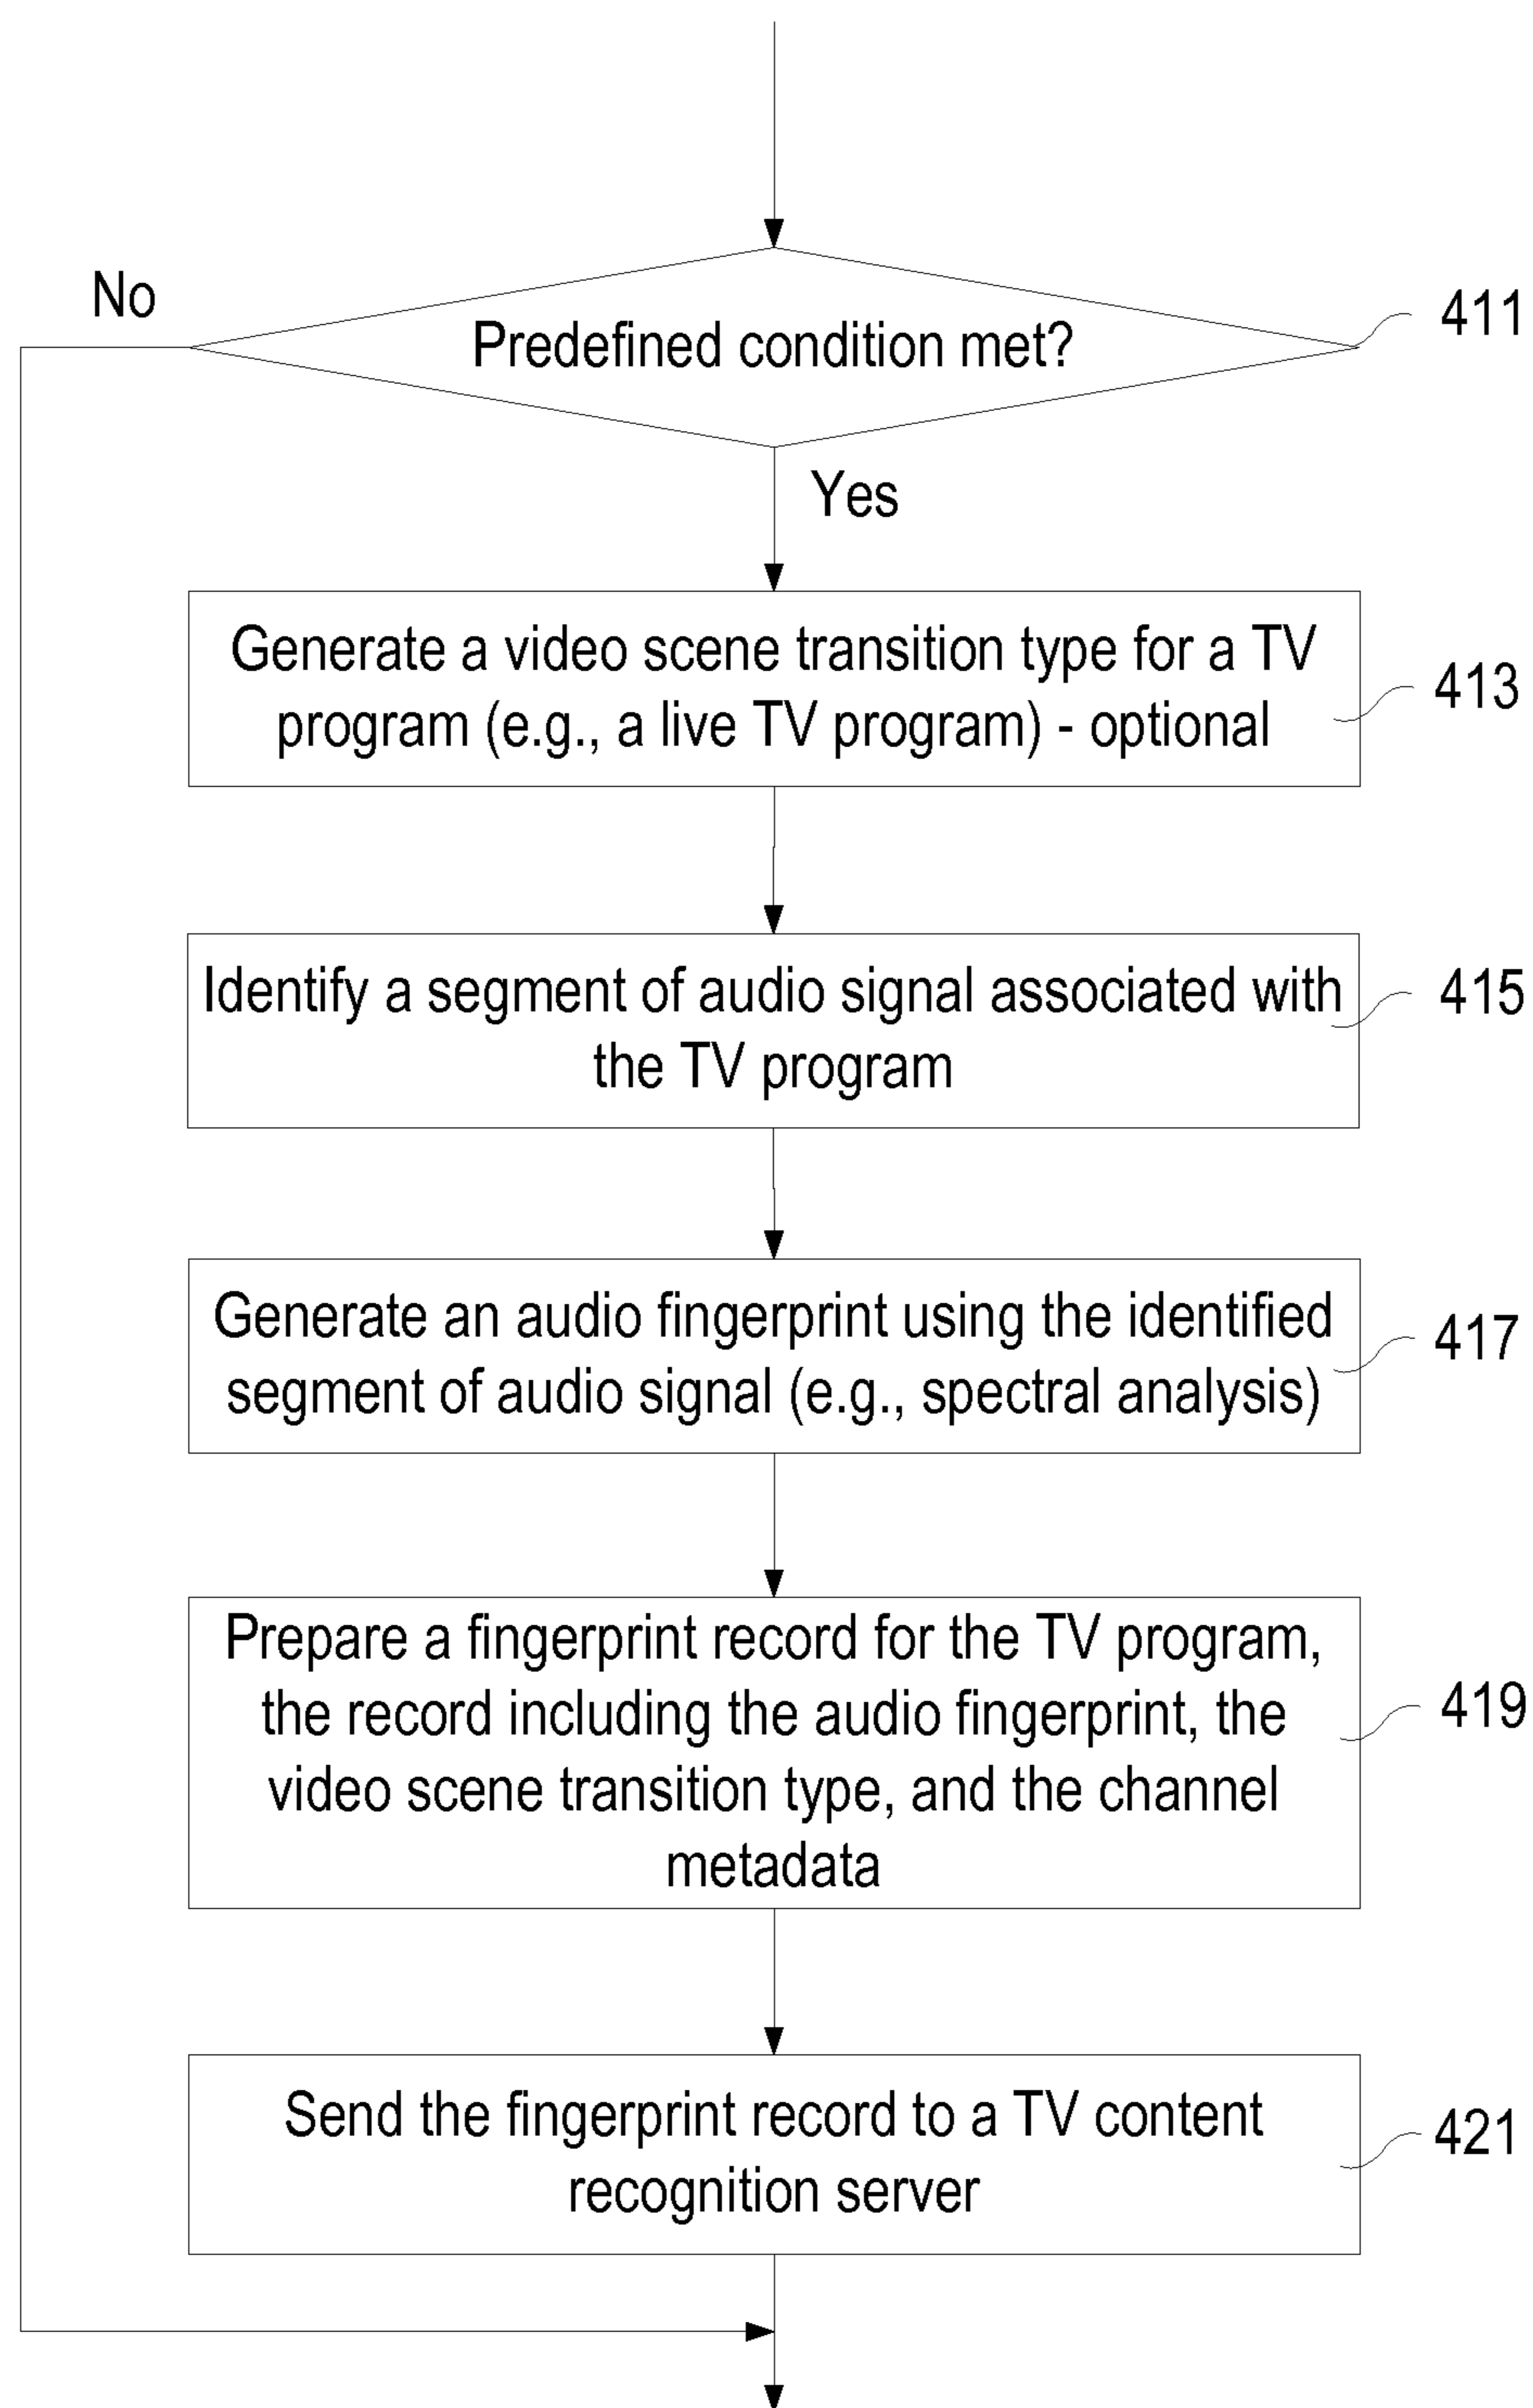 No
Predefined condition met?
411
Yes
Generate a video scene transition type for a TV
program (e.g., a live TV program) - optional
413
Identify a segment of audio signal associated with
the TV program
415
Generate an audio fingerprint using the identified
segment of audio signal (e.g., spectral analysis)
417
Prepare a fingerprint record for the TV program,
the record including the audio fingerprint, the
video scene transition type, and the channel
metadata
419
Send the fingerprint record to a TV content
recognition server
421